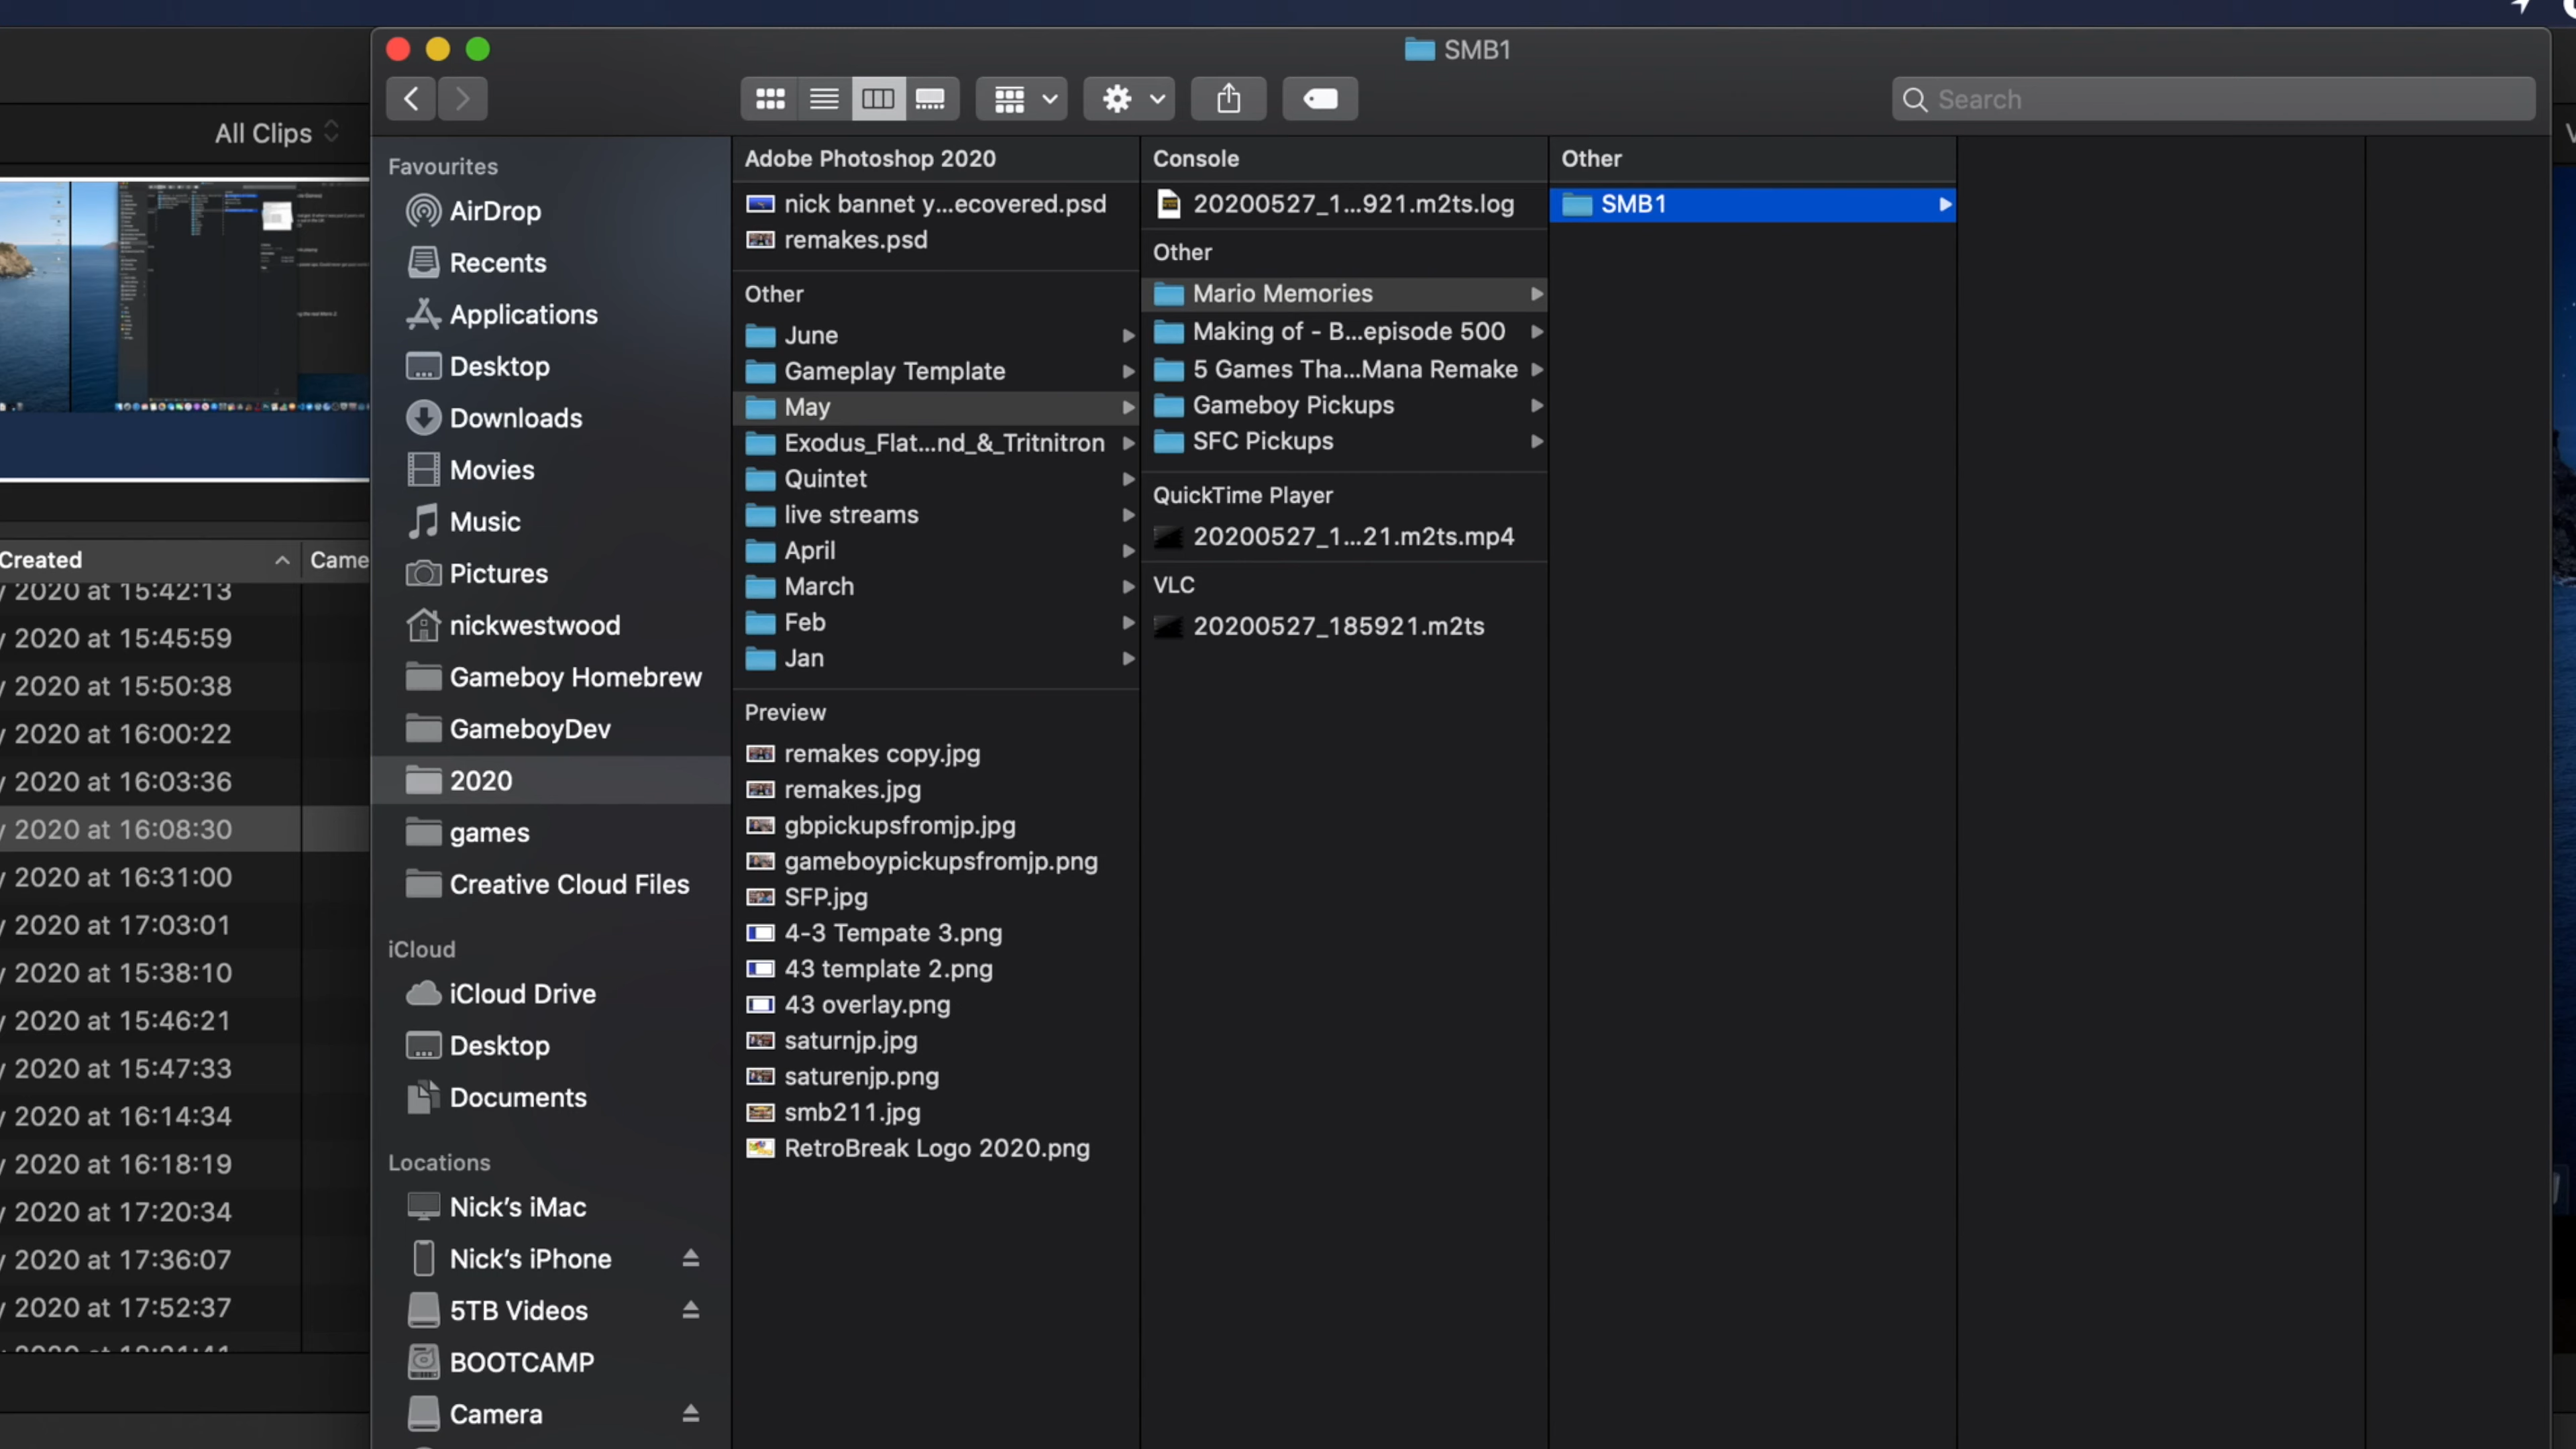 SMB1
Search
All Clips
Created
Came
2020 at 15:42:13
2020 at 15:45:59
2020 at 15:50:38
2020 at 16:00:22
2020 at 16:03:36
2020 at 16:08:30
2020 at 16:31:00
2020 at 17:03:01
2020 at 15:38:10
2020 at 15:46:21
2020 at 15:47:33
2020 at 16:14:34
2020 at 16:18:19
2020 at 17:20:34
2020 at 17:36:07
2020 at 17:52:37
Favourites
AirDrop
Recents
Applications
Desktop
Downloads
Movies
Music
Pictures
nickwestwood
Gameboy Homebrew
GameboyDev
2020
games
Creative Cloud Files
iCloud
iCloud Drive
Desktop
Documents
Locations
Nick's iMac
Nick's iPhone
5TB Videos
BOOTCAMP
Camera
Adobe Photoshop 2020
nick bannet y...ecovered.psd
remakes.psd
Other
June
Gameplay Template
May
Exodus_Flat...nd_&_Tritnitron
Quintet
live streams
April
March
Feb
Jan
Preview
remakes copy.jpg
remakes.jpg
gbpickupsfromjp.jpg
gameboypickupsfromjp.png
SFP.jpg
4-3 Tempate 3.png
43 template 2.png
43 overlay.png
saturnjp.jpg
saturenjp.png
smb211.jpg
RetroBreak Logo 2020.png
Console
20200527_1...921.m2ts.log
Other
Mario Memories
Making of - B...episode 500
5 Games Tha...Mana Remake
Gameboy Pickups
SFC Pickups
QuickTime Player
20200527_1...21.m2ts.mp4
VLC
20200527_185921.m2ts
Other
SMB1